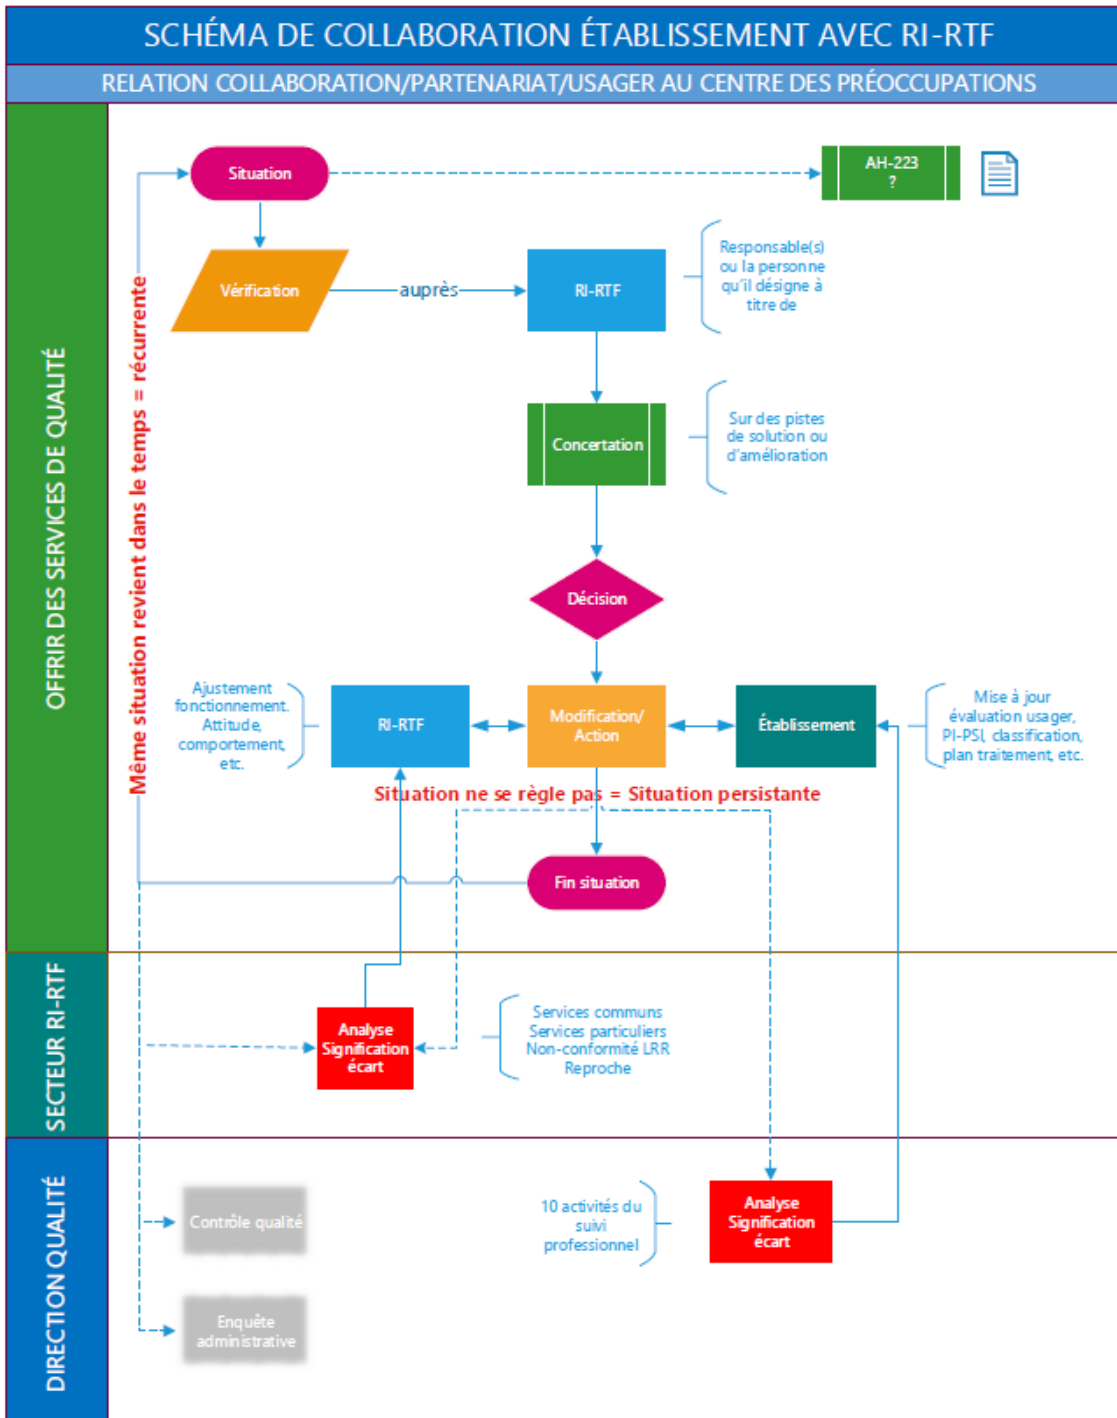 SCHÉMA DE COLLABORATION ÉTABLISSEMENT AVEC RI-RTF
RELATION COLLABORATION/PARTENARIAT/USAGER AU CENTRE DES PRÉOCCUPATIONS
OFFRIR DES SERVICES DE QUALITÉ
Même situation revient dans le temps = récurrente
Situation
AH-223
?
Vérification
auprès
RI-RTF
Responsable(s)
ou la personne
qu'il désigne à
titre de
Concertation
Sur des pistes
de solution ou
d'amélioration
Décision
Ajustement
fonctionnement.
Attitude,
comportement,
etc.
RI-RTF
Modification/
Action
Établissement
Mise à jour
évaluation usager,
PI-PSI, classification,
plan traitement, etc.
Situation ne se règle pas = Situation persistante
Fin situation
SECTEUR RI-RTF
Analyse
Signification
écart
Services communs
Services particuliers
Non-conformité LRR
Reproche
DIRECTION QUALITÉ
Contrôle qualité
10 activités du
suivi
professionnel
Analyse
Signification
écart
Enquête
administrative